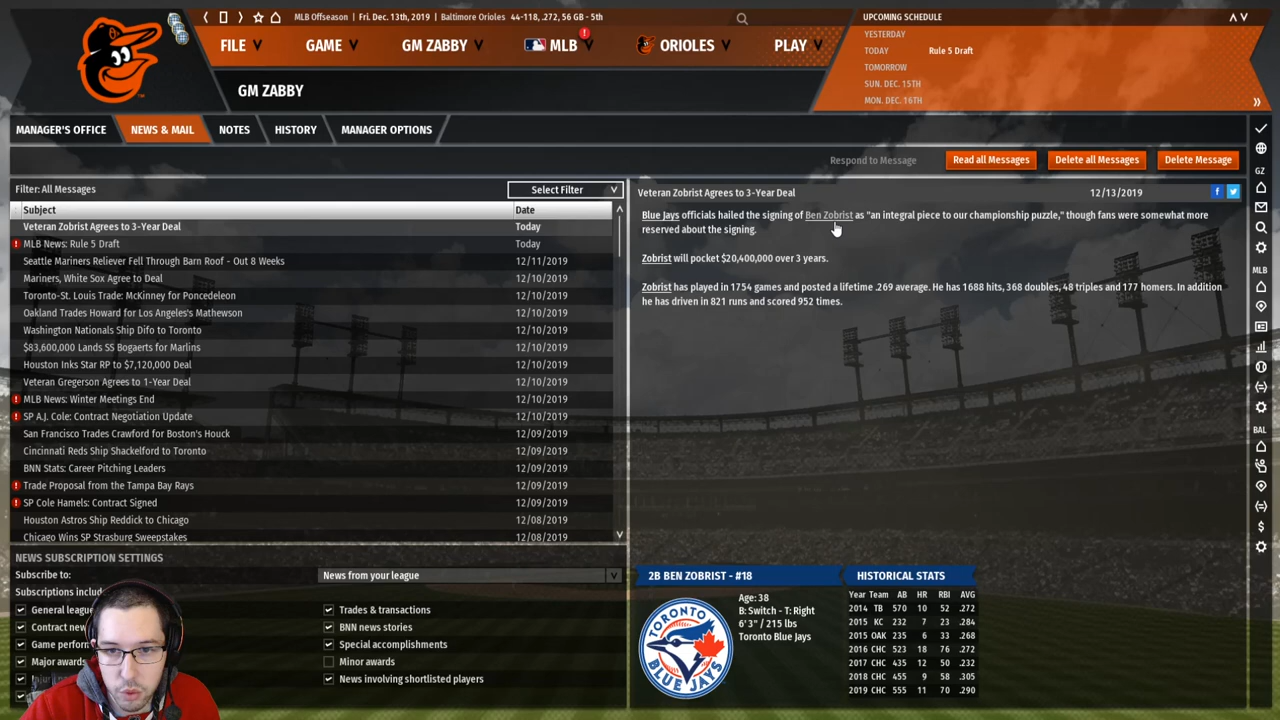 MLB Offseason | Fri. Dec. 13th, 2019 | Baltimore Orioles 44-118, .272, 56 GB - 5th
FILE GAME GM ZABBY MLB ORIOLES PLAY
UPCOMING SCHEDULE
YESTERDAY
TODAY Rule 5 Draft
TOMORROW
SUN. DEC. 15TH
MON. DEC. 16TH
GM ZABBY
MANAGER'S OFFICE NEWS & MAIL NOTES HISTORY MANAGER OPTIONS
Respond to Message Read all Messages Delete all Messages Delete Message
Filter: All Messages Select Filter
Subject Date
Veteran Zobrist Agrees to 3-Year Deal Today
MLB News: Rule 5 Draft Today
Seattle Mariners Reliever Fell Through Barn Roof - Out 8 Weeks 12/11/2019
Mariners, White Sox Agree to Deal 12/10/2019
Toronto-St. Louis Trade: McKinney for Poncedeleon 12/10/2019
Oakland Trades Howard for Los Angeles's Mathewson 12/10/2019
Washington Nationals Ship Difo to Toronto 12/10/2019
$83,600,000 Lands SS Bogaerts for Marlins 12/10/2019
Houston Inks Star RP to $7,120,000 Deal 12/10/2019
Veteran Gregerson Agrees to 1-Year Deal 12/10/2019
MLB News: Winter Meetings End 12/10/2019
SP A.J. Cole: Contract Negotiation Update 12/10/2019
San Francisco Trades Crawford for Boston's Houck 12/09/2019
Cincinnati Reds Ship Shackelford to Toronto 12/09/2019
BNN Stats: Career Pitching Leaders 12/09/2019
Trade Proposal from the Tampa Bay Rays 12/09/2019
SP Cole Hamels: Contract Signed 12/09/2019
Houston Astros Ship Reddick to Chicago 12/08/2019
Chicago Wins SP Strasburg Sweepstakes 12/08/2019
Veteran Zobrist Agrees to 3-Year Deal 12/13/2019
Blue Jays officials hailed the signing of Ben Zobrist as "an integral piece to our championship puzzle," though fans were somewhat more
reserved about the signing.
Zobrist will pocket $20,400,000 over 3 years.
Zobrist has played in 1754 games and posted a lifetime .269 average. He has 1688 hits, 368 doubles, 48 triples and 177 homers. In addition
he has driven in 821 runs and scored 952 times.
NEWS SUBSCRIPTION SETTINGS
Subscribe to: News from your league
Subscriptions inclu
General league Trades & transactions
Contract new BNN news stories
Game perfor Special accomplishments
Major awards Minor awards
News involving shortlisted players
2B BEN ZOBRIST - #18
Age: 38
B: Switch - T: Right
6' 3" / 215 lbs
Toronto Blue Jays
TORONTO
BLUE JAYS
HISTORICAL STATS
Year Team AB HR RBI AVG
2014 TB 570 10 52 .272
2015 KC 232 7 23 .284
2015 OAK 235 6 33 .268
2016 CHC 523 18 76 .272
2017 CHC 435 12 50 .232
2018 CHC 455 9 58 .305
2019 CHC 555 11 70 .290
GZ
MLB
BAL